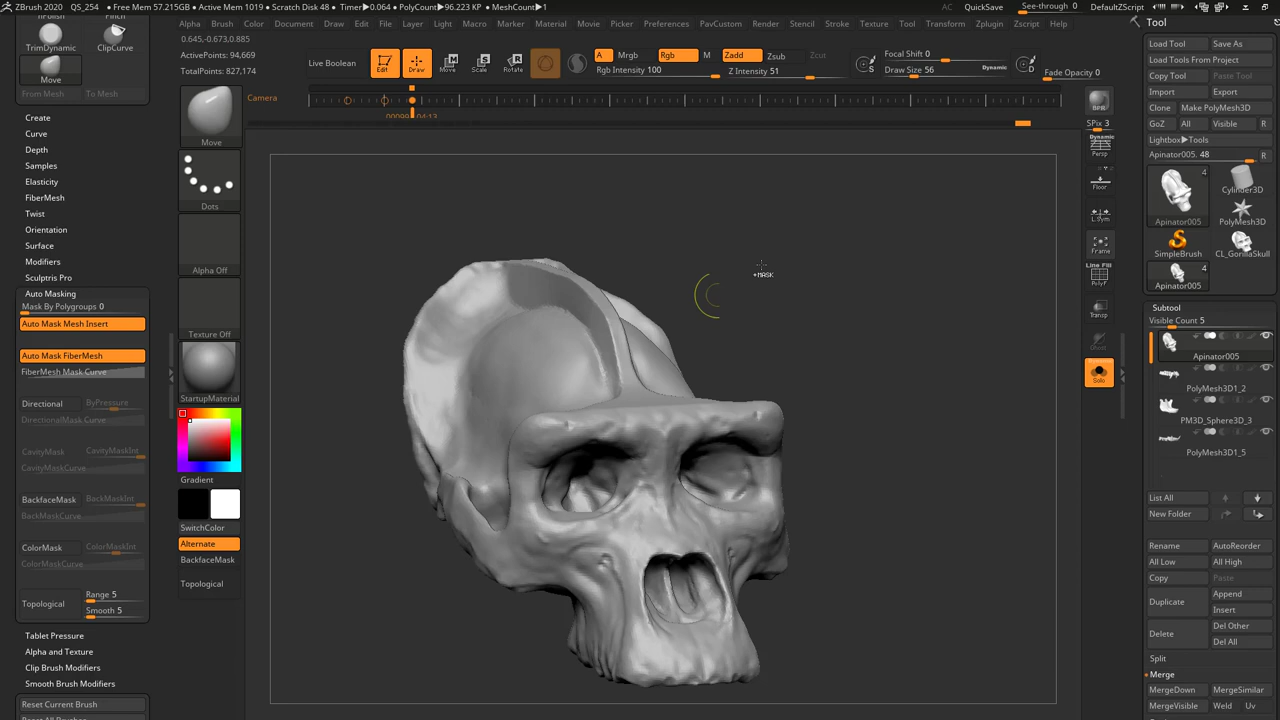 ZBrush 2020 QS_254 • Free Mem 57.215GB • Active Mem 1019 • Scratch Disk 48 • Timer▸0.064 • PolyCount▸96.223 KP • MeshCount▸1
QuickSave See-through 0 DefaultZScript
Alpha Brush Color Document Draw Edit File Layer Light Macro Marker Material Movie Picker Preferences PavCustom Render Stencil Stroke Texture Tool Transform Zplugin Zscript Help
0.645,-0.673,0.885
ActivePoints: 94,669
TotalPoints: 827,174
Live Boolean
Edit
Draw
Move
Scale
Rotate
A Mrgb Rgb M Zadd Zsub Zcut
Rgb Intensity 100
Z Intensity 51
Focal Shift 0
Draw Size 56
Dynamic
S
D
Fade Opacity 0
Camera
Pinch
TrimDynamic
ClipCurve
Move
From Mesh To Mesh
Create
Curve
Depth
Samples
Elasticity
FiberMesh
Twist
Orientation
Surface
Modifiers
Sculptris Pro
Auto Masking
Mask By Polygroups 0
Auto Mask Mesh Insert
Auto Mask FiberMesh
FiberMesh Mask Curve
Directional ByPressure
DirectionalMask Curve
CavityMask CavityMaskInt
CavityMaskCurve
BackfaceMask BackMaskInt
BackMaskCurve
ColorMask ColorMaskInt
ColorMaskCurve
Topological
Range 5
Smooth 5
Tablet Pressure
Alpha and Texture
Clip Brush Modifiers
Smooth Brush Modifiers
Reset Current Brush
Move
Dots
Alpha Off
Texture Off
StartupMaterial
Gradient
SwitchColor
Alternate
BackfaceMask
Topological
+MASK
BPR
SPix 3
Dynamic
Persp
Floor
L.Sym
Frame
Line Fill
PolyF
Transp
Ghost
Dynamic
Solo
Tool
Load Tool Save As
Load Tools From Project
Copy Tool Paste Tool
Import Export
Clone Make PolyMesh3D
GoZ All Visible R
Lightbox▸Tools
Apinator005. 48 R
4
Apinator005
Cylinder3D
PolyMesh3D
SimpleBrush
CL_GorillaSkull
4
Apinator005
Subtool
Visible Count 5
Apinator005
PolyMesh3D1_2
PM3D_Sphere3D_3
PolyMesh3D1_5
List All
New Folder
Rename AutoReorder
All Low All High
Copy Paste
Duplicate
Append
Insert
Delete
Del Other
Del All
Split
Merge
MergeDown MergeSimilar
MergeVisible Weld Uv